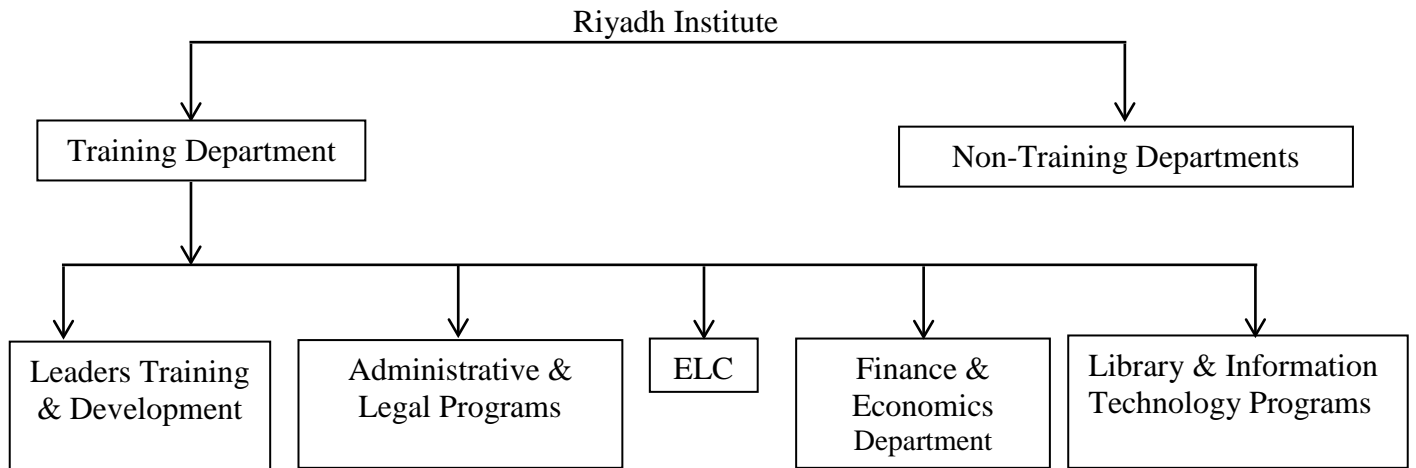 Riyadh Institute
Training Department
Non-Training Departments
Leaders Training
& Development
Administrative &
Legal Programs
ELC
Finance &
Economics
Department
Library & Information
Technology Programs